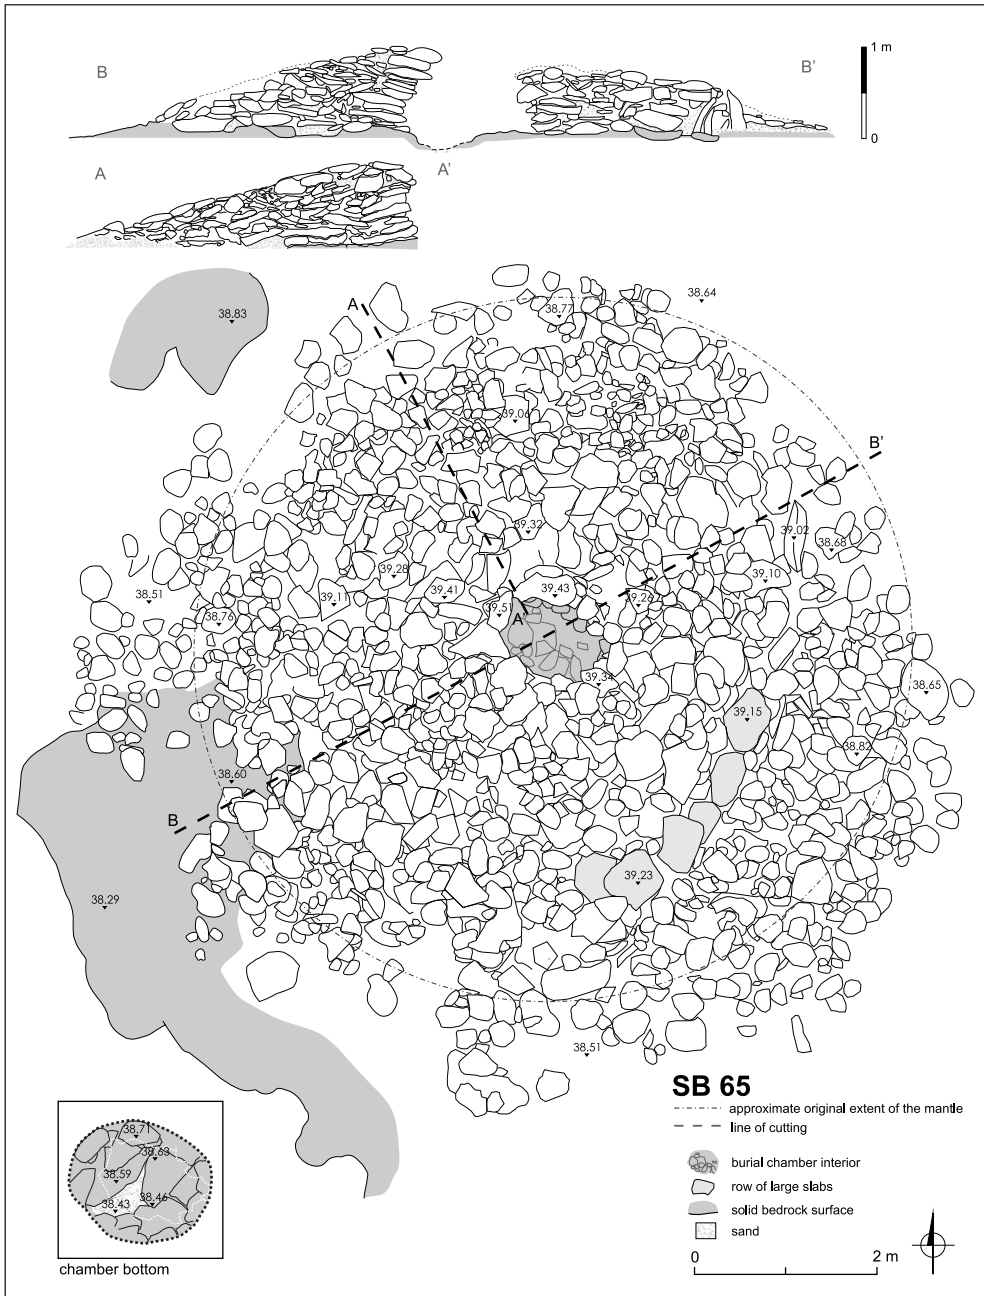 1 m
B
B'
0
A
A'
38.83
38.64
A
38.77
39.06
B'
39.32
39.02
38.68
39.28
39.10
38.51
39.11
39.41
39.43
39.26
38.76
39.51
A'
39.34
38.65
39.15
38.82
38.60
B
39.23
38.29
38.51
SB 65
approximate original extent of the mantle
line of cutting
burial chamber interior
row of large slabs
solid bedrock surface
sand
0
2 m
38.71
38.63
38.59
38.46
38.43
chamber bottom